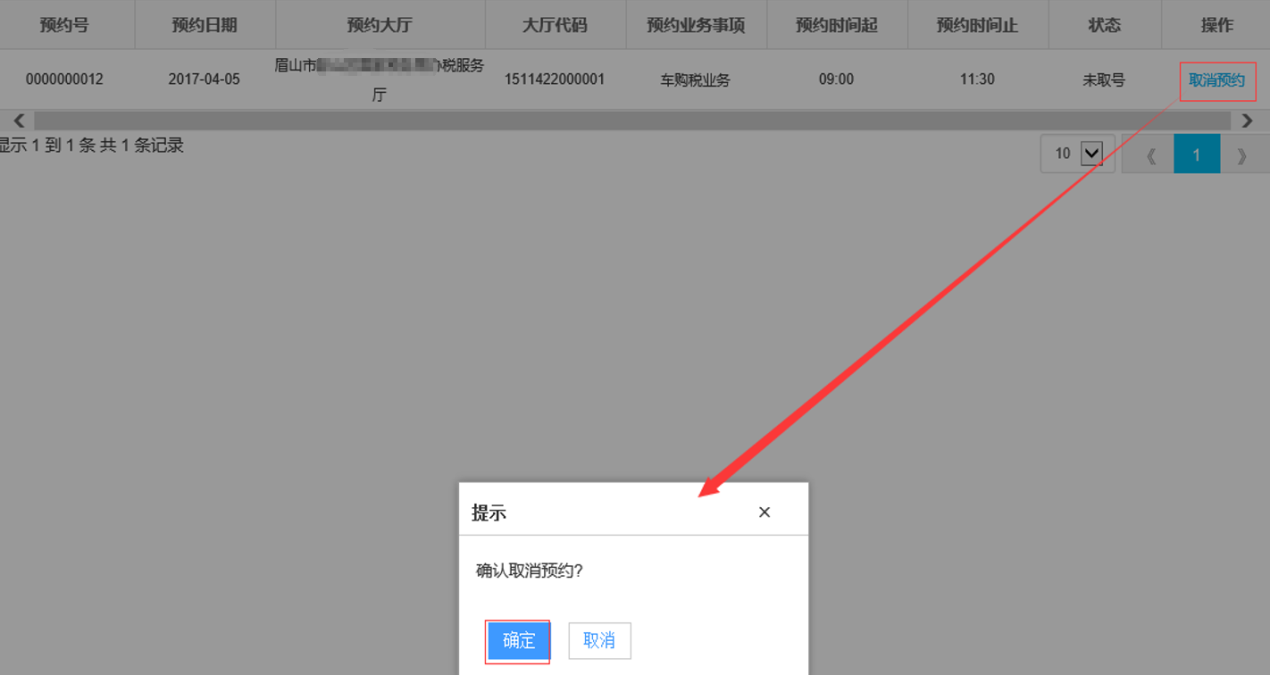 预约号 预约日期 预约大厅 大厅代码 预约业务事项 预约时间起 预约时间止 状态 操作
0000000012 2017-04-05 眉山市 税服务厅 1511422000001 车购税业务 09:00 11:30 未取号 取消预约
显示 1 到 1 条 共 1 条记录 10 《 1 》
提示 ×
确认取消预约?
确定 取消